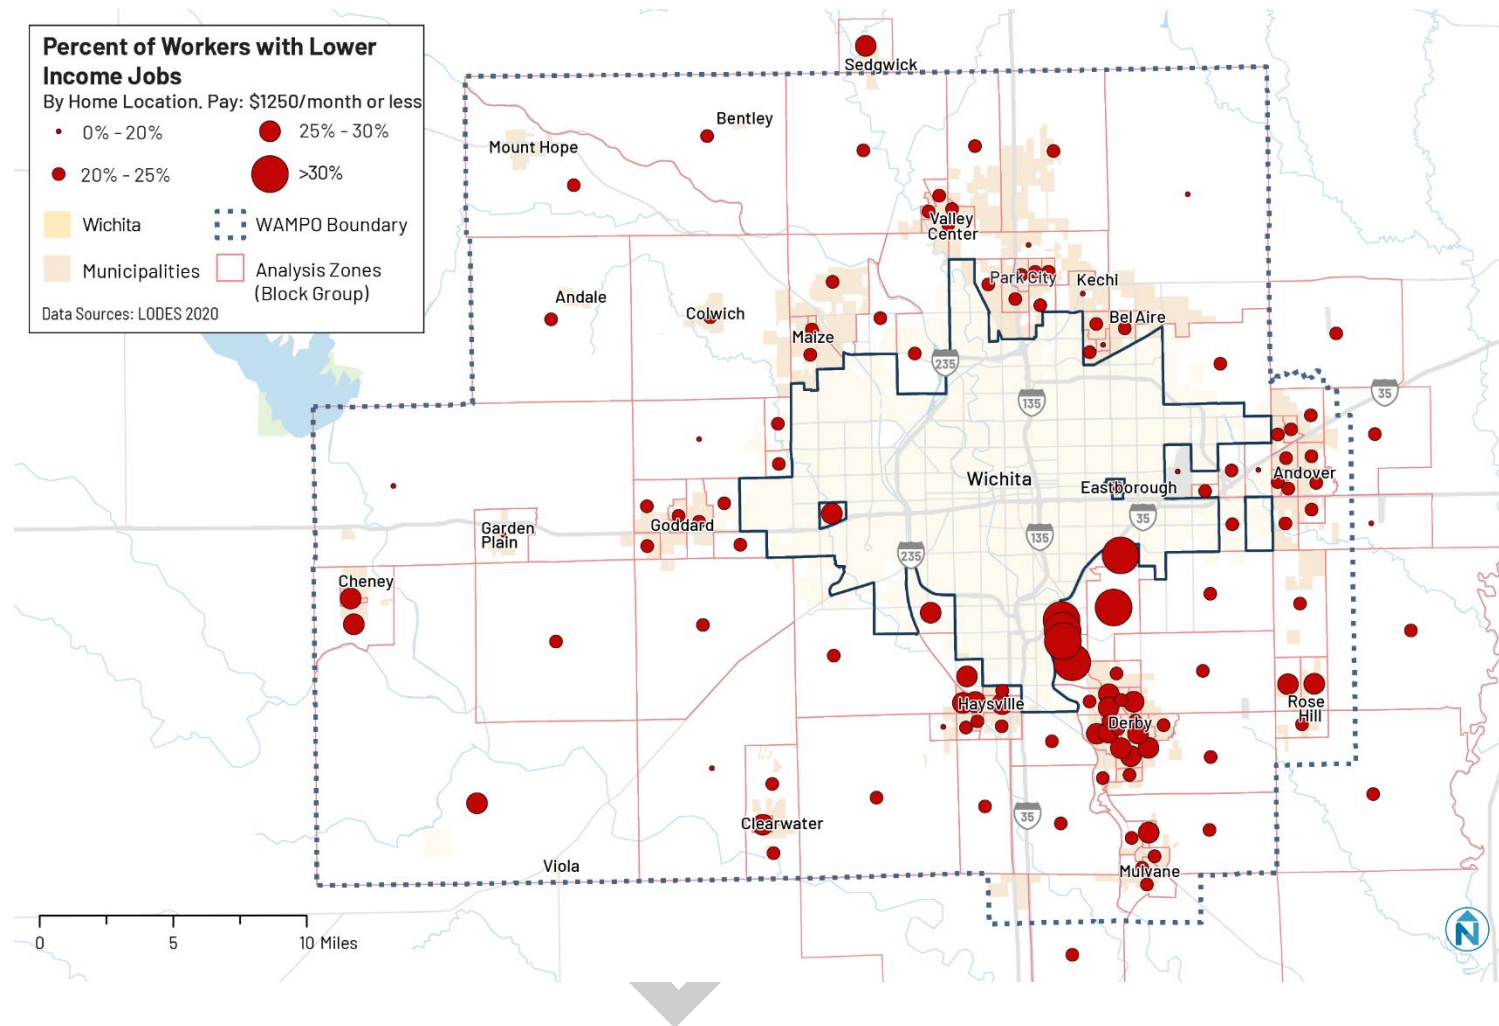 Percent of Workers with Lower
Income Jobs
By Home Location. Pay: $1250/month or less
0% - 20%
25% - 30%
20% - 25%
>30%
Wichita
WAMPO Boundary
Municipalities
Analysis Zones
(Block Group)
Data Sources: LODES 2020
Sedgwick
Bentley
Mount Hope
Valley
Center
Park City
Kechi
Andale
Colwich
Bel Aire
Maize
235
135
35
Wichita
Eastborough
Andover
Goddard
Garden
Plain
35
135
235
Cheney
Haysville
Rose
Hill
Derby
35
Clearwater
Viola
Mulvane
0
5
10 Miles
N